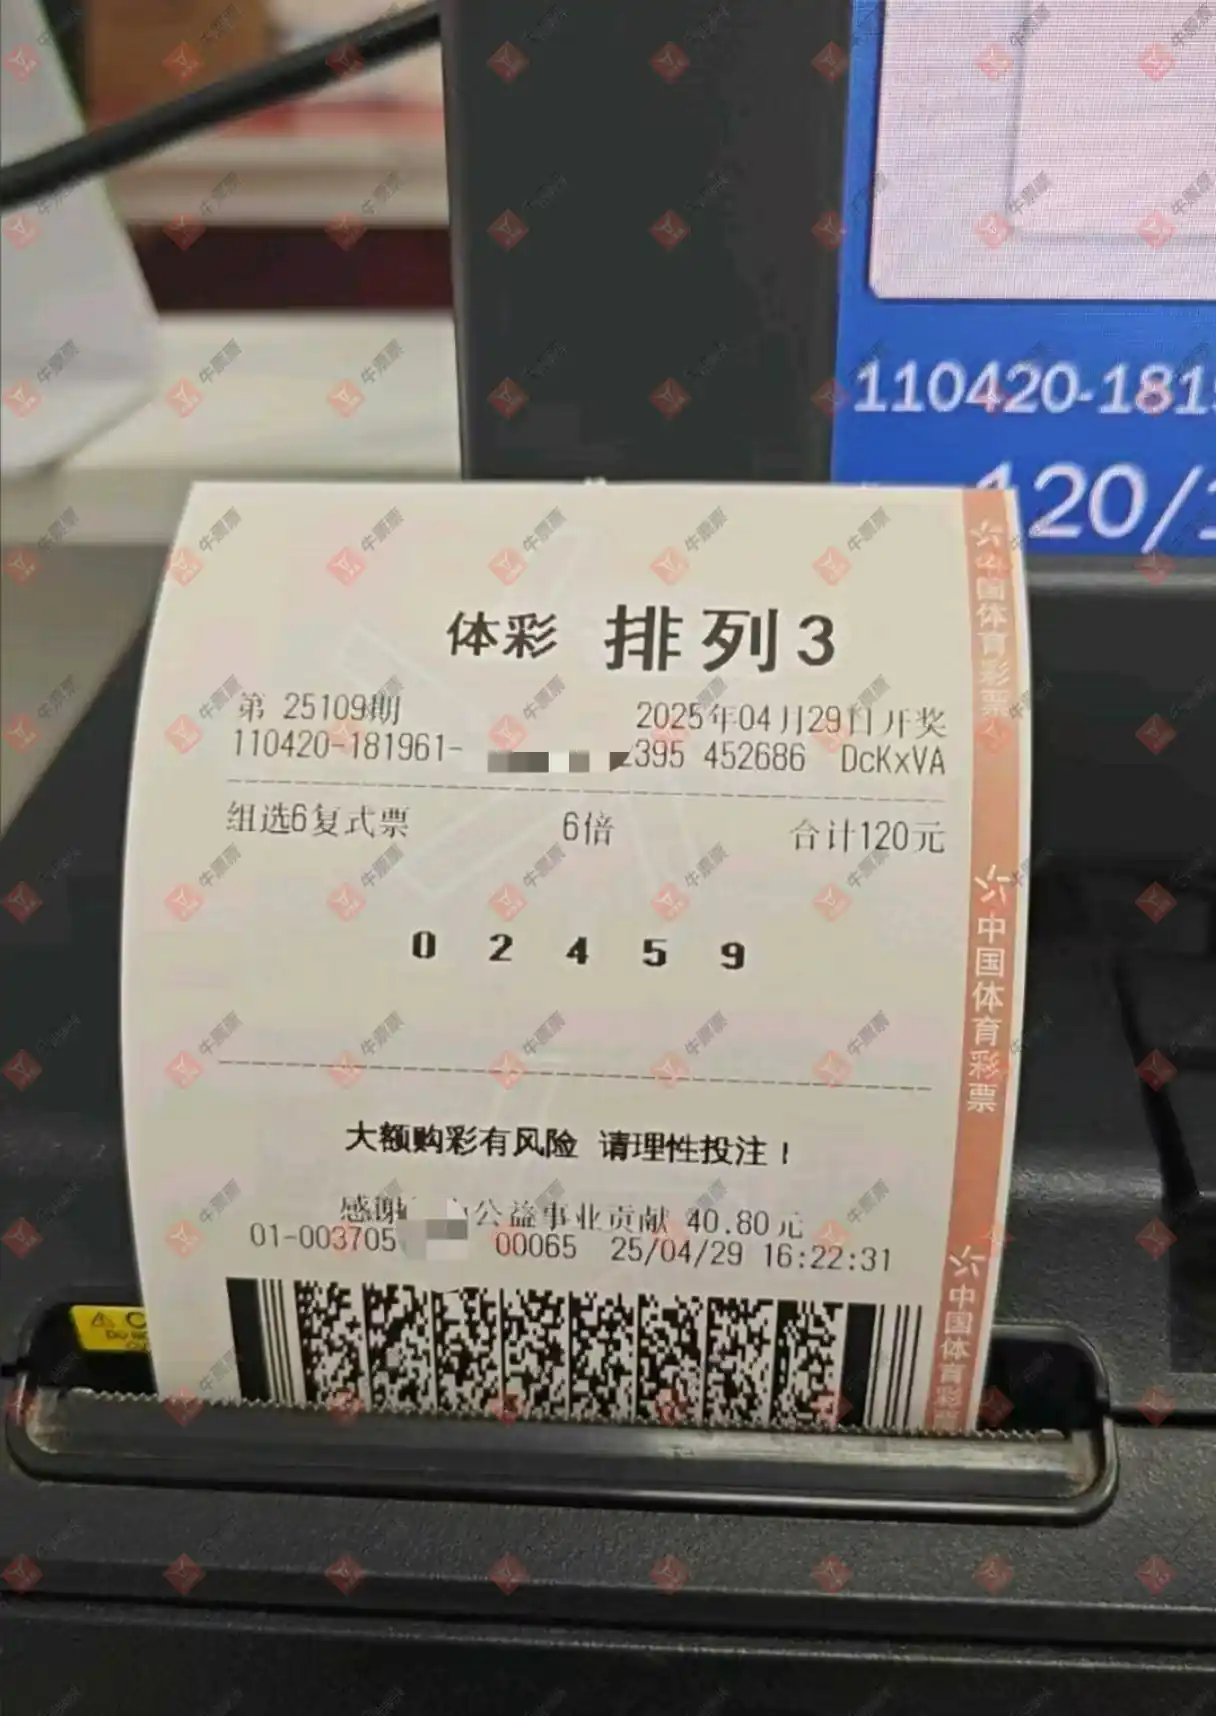 110420-181
120/1
体彩 排列3
第 25109期 2025年04月29日开奖
110420-181961- 395 452686 DcKxVA
组选6复式票 6倍 合计120元
0 2 4 5 9
大额购彩有风险 请理性投注！
感谢 公益事业贡献 40.80元
01-003705 00065 25/04/29 16:22:31
中国体育彩票
中国体育彩票
中国体育彩票
牛票票